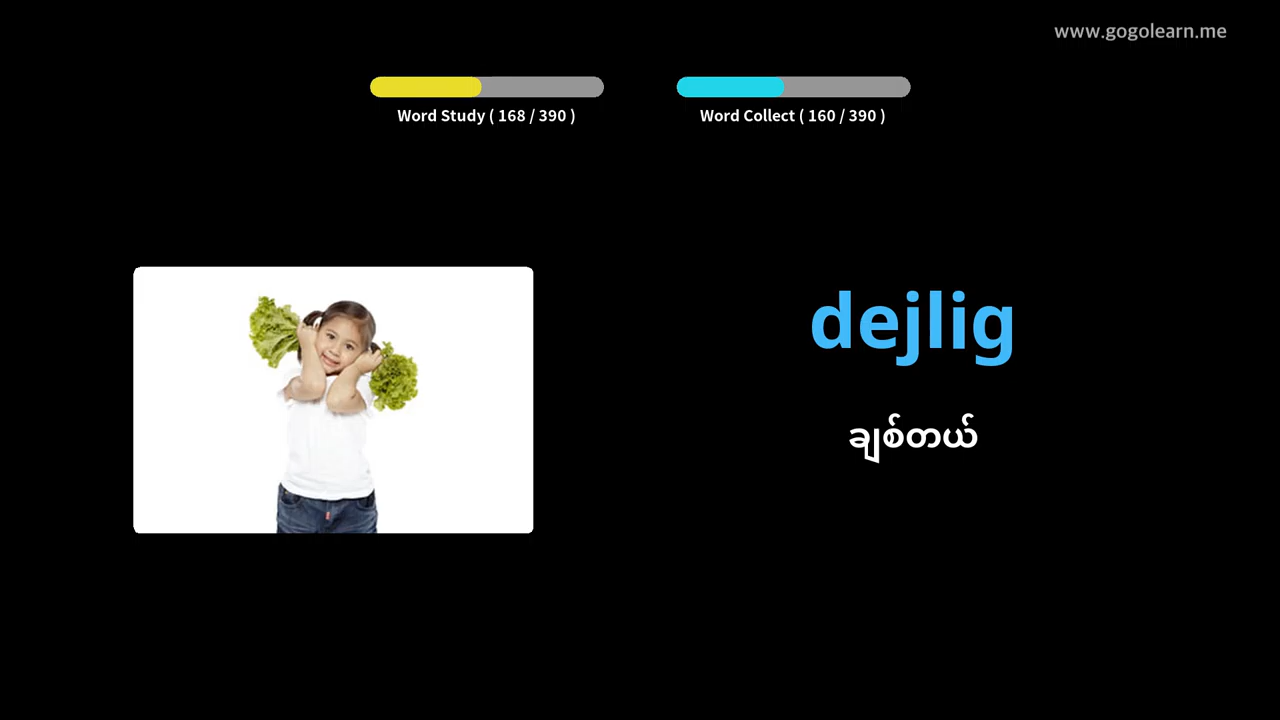 www.gogolearn.me
Word Study ( 168 / 390 )
Word Collect ( 160 / 390 )
dejlig
ချစ်တယ်